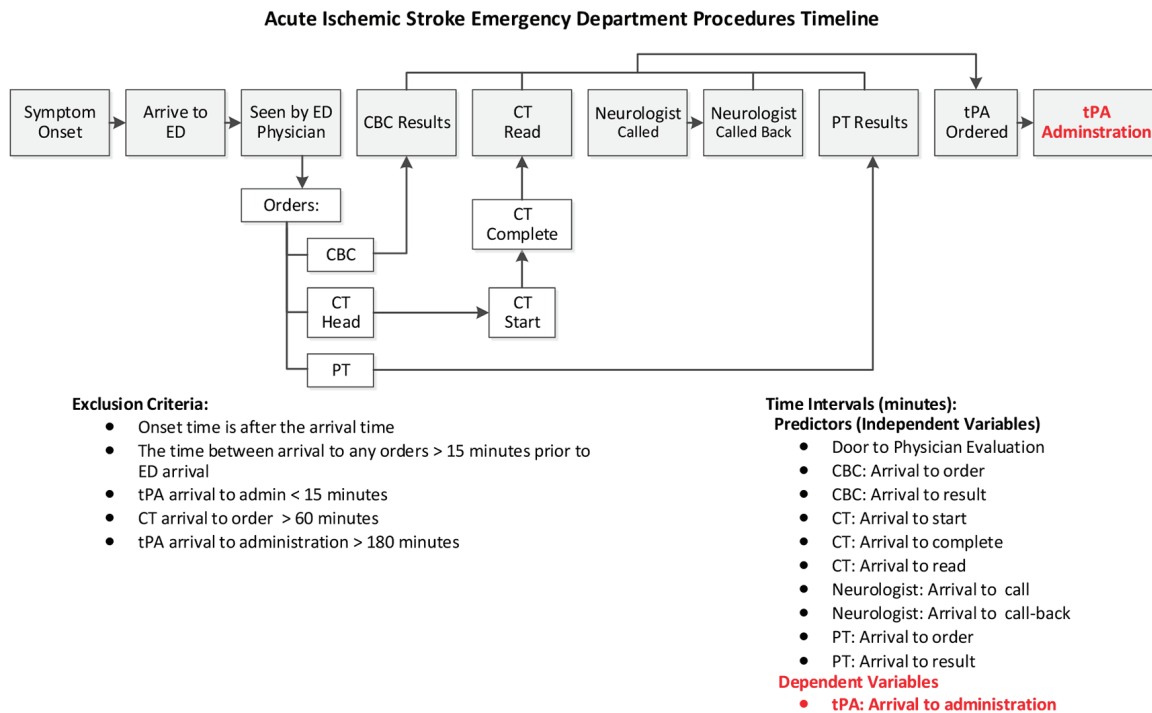 Acute Ischemic Stroke Emergency Department Procedures Timeline
Symptom
Onset
Arrive to
ED
Seen by ED
Physician
CBC Results
CT
Read
Neurologist
Called
Neurologist
Called Back
PT Results
tPA
Ordered
tPA
Adminstration
Orders:
CBC
CT
Head
PT
CT
Complete
CT
Start
Exclusion Criteria:
● Onset time is after the arrival time
● The time between arrival to any orders > 15 minutes prior to
ED arrival
● tPA arrival to admin < 15 minutes
● CT arrival to order > 60 minutes
● tPA arrival to administration > 180 minutes
Time Intervals (minutes):
Predictors (Independent Variables)
● Door to Physician Evaluation
● CBC: Arrival to order
● CBC: Arrival to result
● CT: Arrival to start
● CT: Arrival to complete
● CT: Arrival to read
● Neurologist: Arrival to call
● Neurologist: Arrival to call-back
● PT: Arrival to order
● PT: Arrival to result
Dependent Variables
● tPA: Arrival to administration